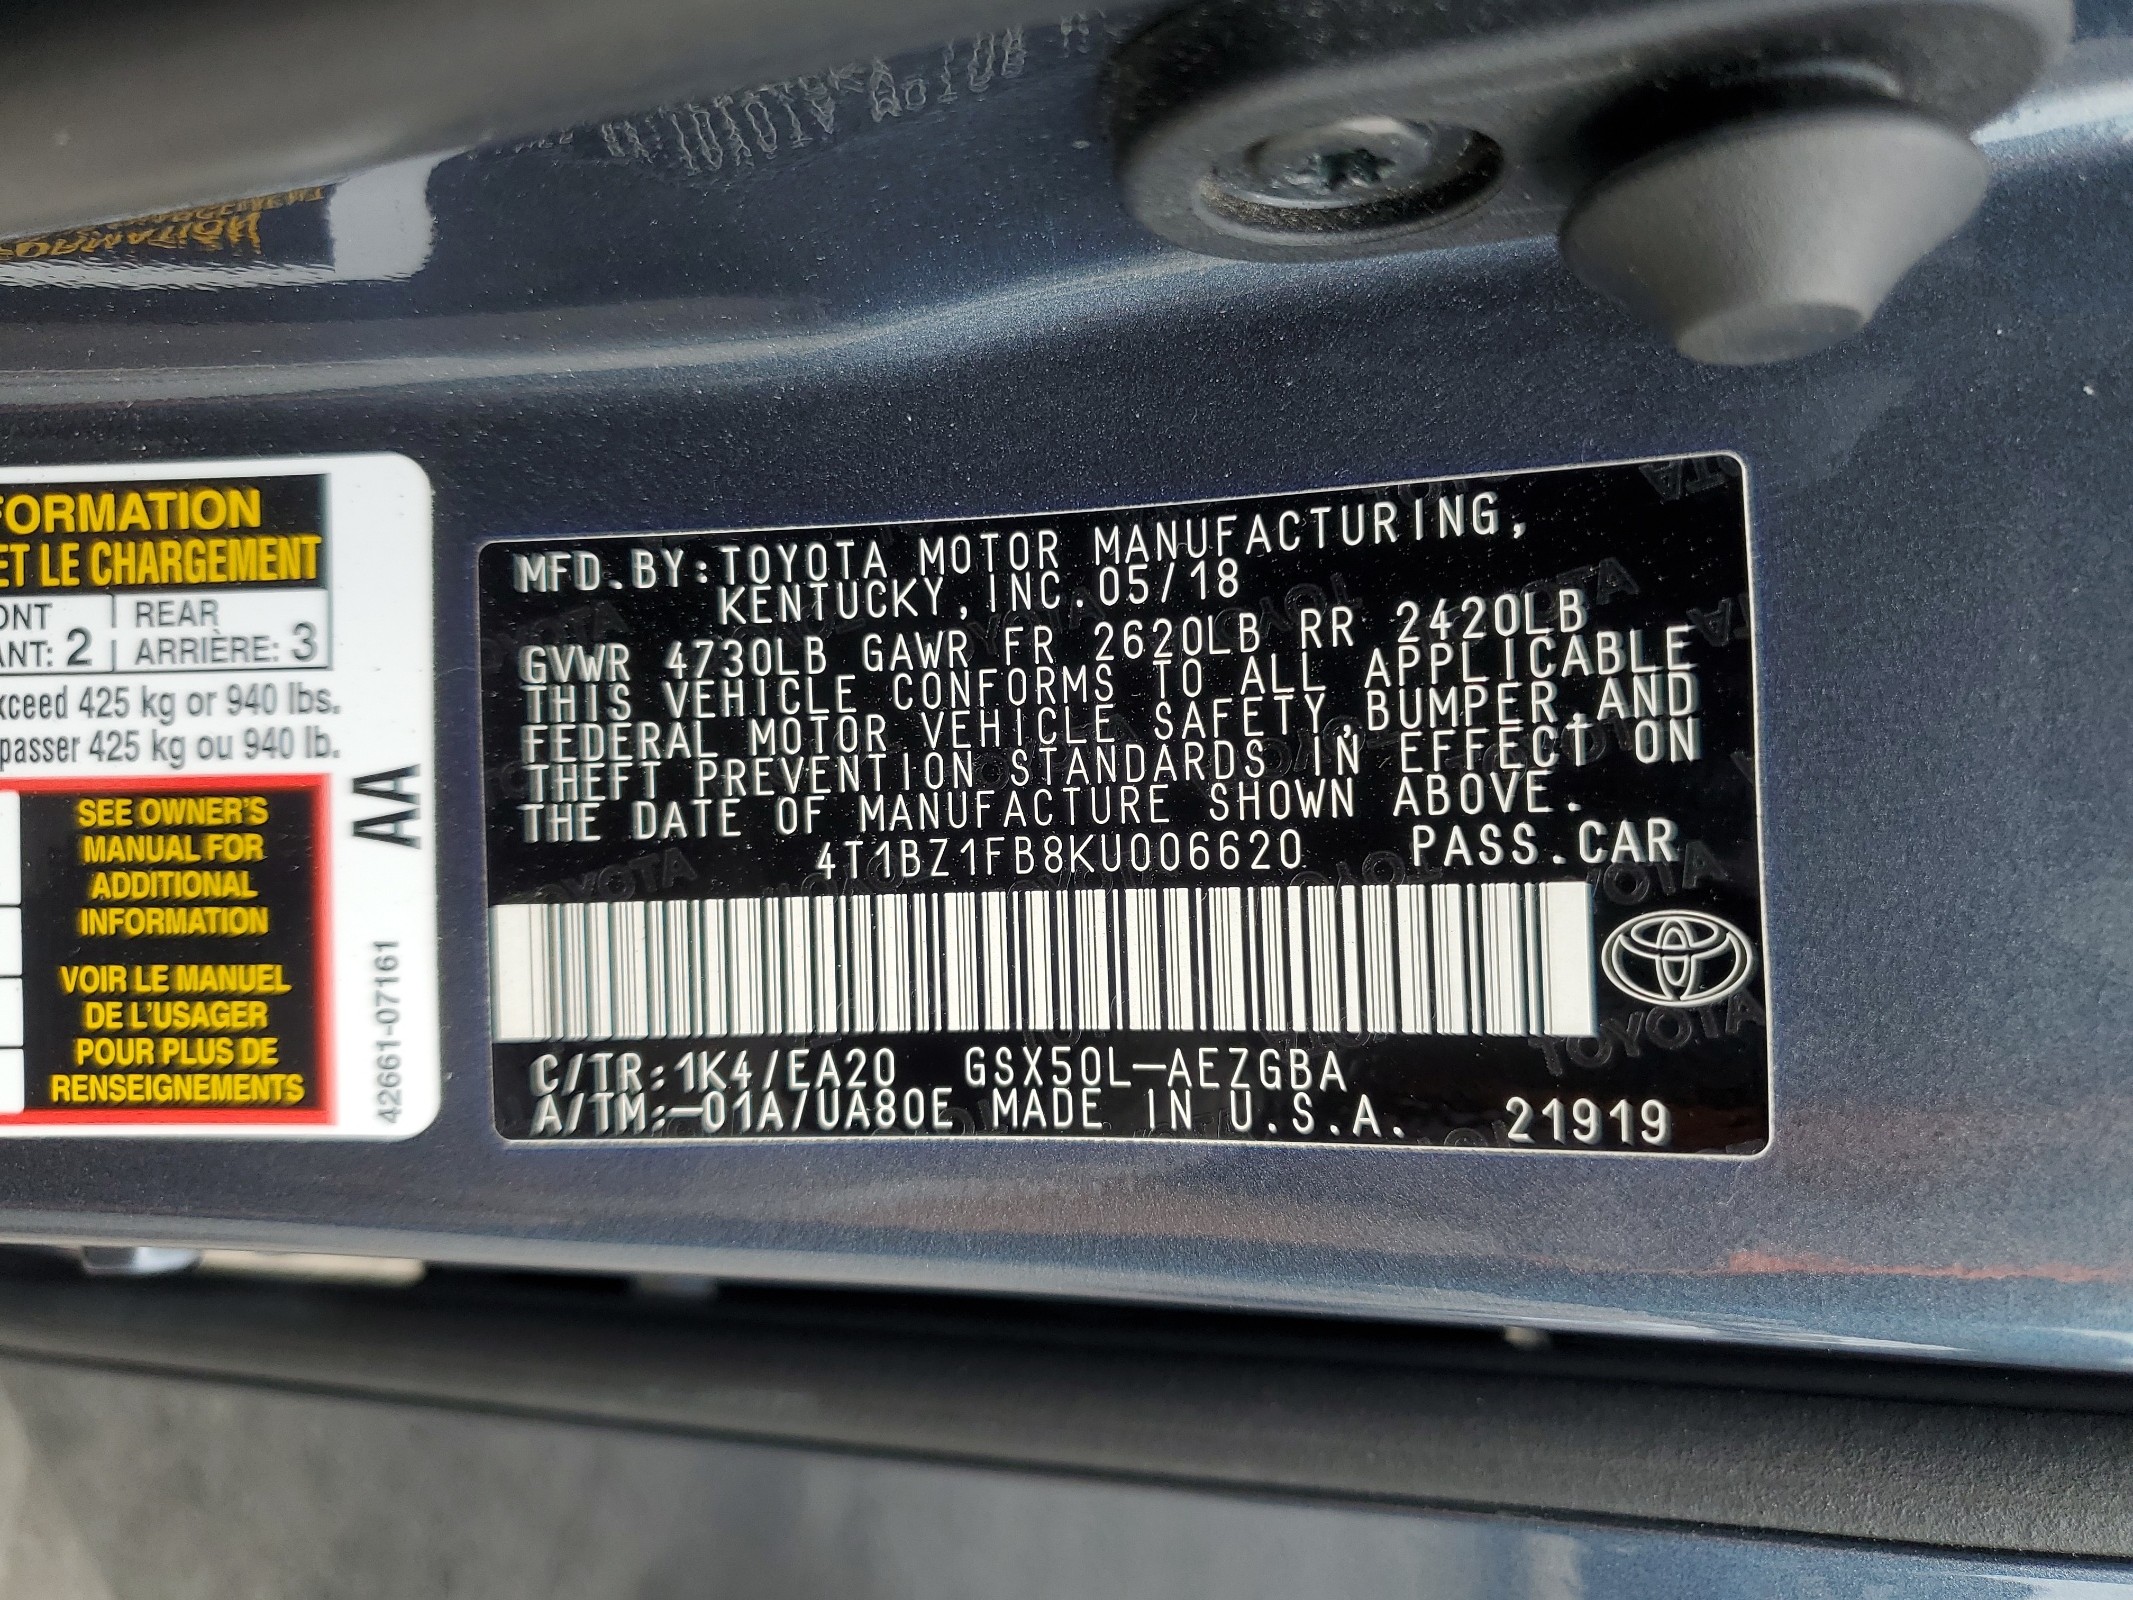 FORMATION
ET LE CHARGEMENT
REAR
ANT: 2
ARRIÈRE: 3
xceed 425 kg or 940 lbs.
passer 425 kg ou 940 lb.
SEE OWNER'S
MANUAL FOR
ADDITIONAL
INFORMATION
VOIR LE MANUEL
DE L'USAGER
POUR PLUS DE
RENSEIGNEMENTS
AA
42661-07161
MFD.BY:TOYOTA MOTOR MANUFACTURING,
KENTUCKY,INC.05/18
GVWR 4730LB GAWR FR 2620LB RR 2420LB
THIS VEHICLE CONFORMS TO ALL APPLICABLE
FEDERAL MOTOR VEHICLE SAFETY,BUMPER,AND
THEFT PREVENTION STANDARDS IN EFFECT ON
THE DATE OF MANUFACTURE SHOWN ABOVE.
4T1BZ1FB8KU006620 PASS.CAR
C/TR:1K4/EA20 GSX50L-AEZGBA
A/TM:-01A/UA80E MADE IN U.S.A. 21919